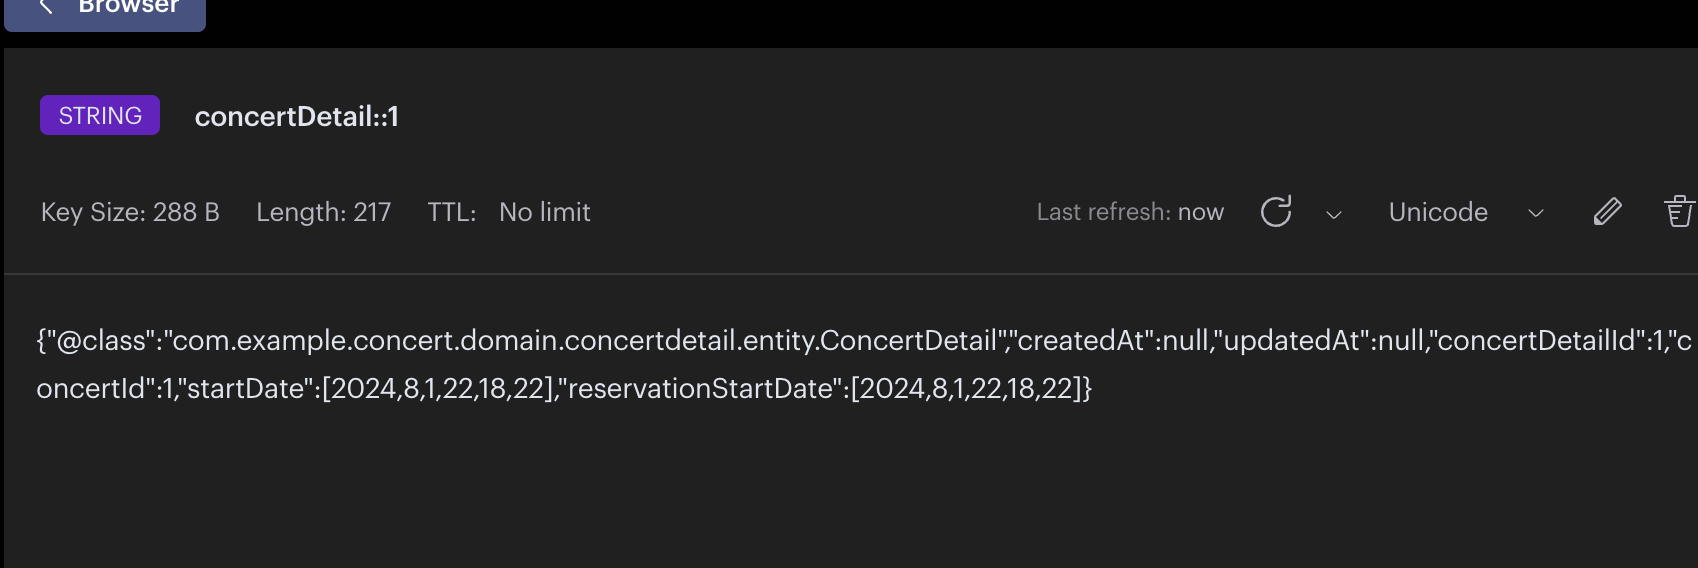 Browser
STRING concertDetail::1
Key Size: 288 B Length: 217 TTL: No limit Last refresh: now Unicode
{"@class":"com.example.concert.domain.concertdetail.entity.ConcertDetail""createdAt":null,"updatedAt":null,"concertDetailId":1,"c
oncertId":1,"startDate":[2024,8,1,22,18,22],"reservationStartDate":[2024,8,1,22,18,22]}